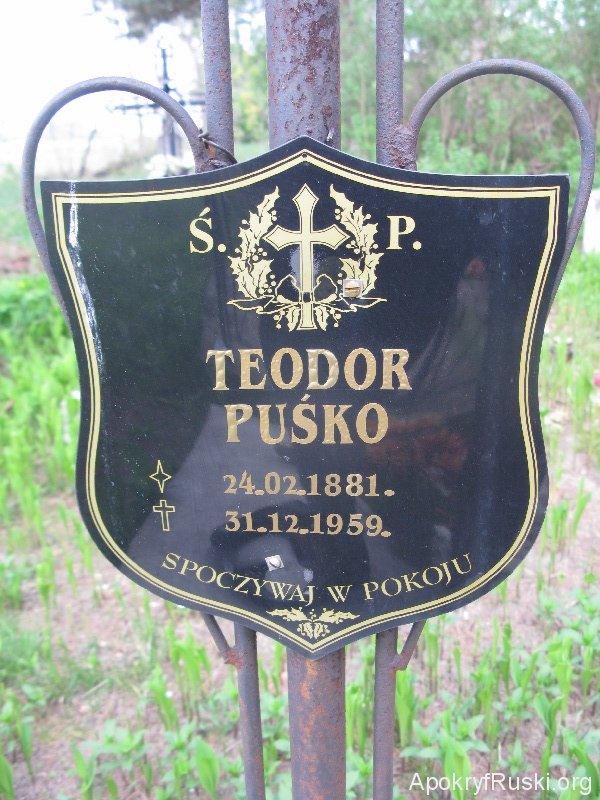 Ś. P.
TEODOR
PUŚKO
24.02.1881.
31.12.1959.
SPOCZYWAJ W POKOJU
ApokryfRuski.org